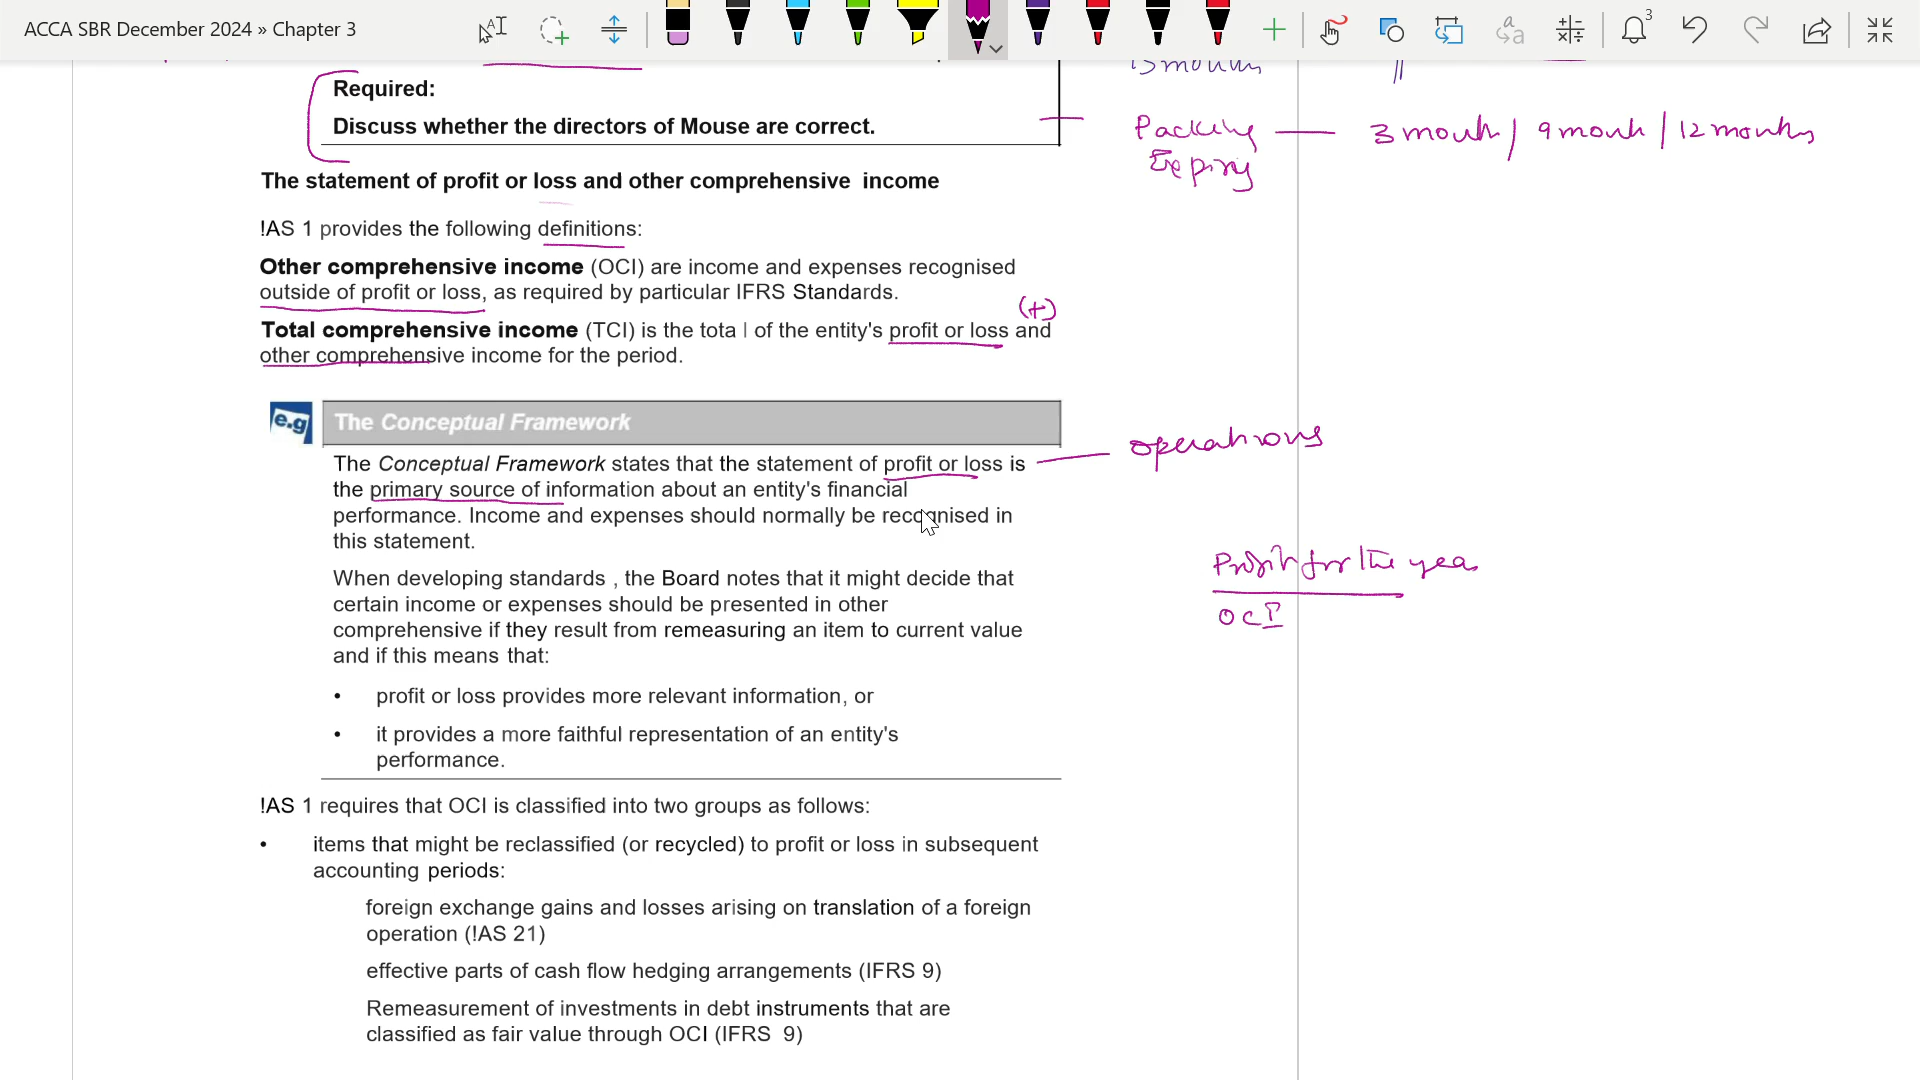 ACCA SBR December 2024 » Chapter 3
3
Required:
Discuss whether the directors of Mouse are correct.
Packing
Expiry
3 month / 9 month / 12 months
The statement of profit or loss and other comprehensive income
!AS 1 provides the following definitions:
Other comprehensive income (OCI) are income and expenses recognised
outside of profit or loss, as required by particular IFRS Standards.
(+)
Total comprehensive income (TCI) is the tota l of the entity's profit or loss and
other comprehensive income for the period.
e.g
The Conceptual Framework
The Conceptual Framework states that the statement of profit or loss is
the primary source of information about an entity's financial
performance. Income and expenses should normally be recognised in
this statement.
operations
Profit for the year
OCI
When developing standards , the Board notes that it might decide that
certain income or expenses should be presented in other
comprehensive if they result from remeasuring an item to current value
and if this means that:
• profit or loss provides more relevant information, or
• it provides a more faithful representation of an entity's
performance.
!AS 1 requires that OCI is classified into two groups as follows:
• items that might be reclassified (or recycled) to profit or loss in subsequent
accounting periods:
foreign exchange gains and losses arising on translation of a foreign
operation (!AS 21)
effective parts of cash flow hedging arrangements (IFRS 9)
Remeasurement of investments in debt instruments that are
classified as fair value through OCI (IFRS 9)